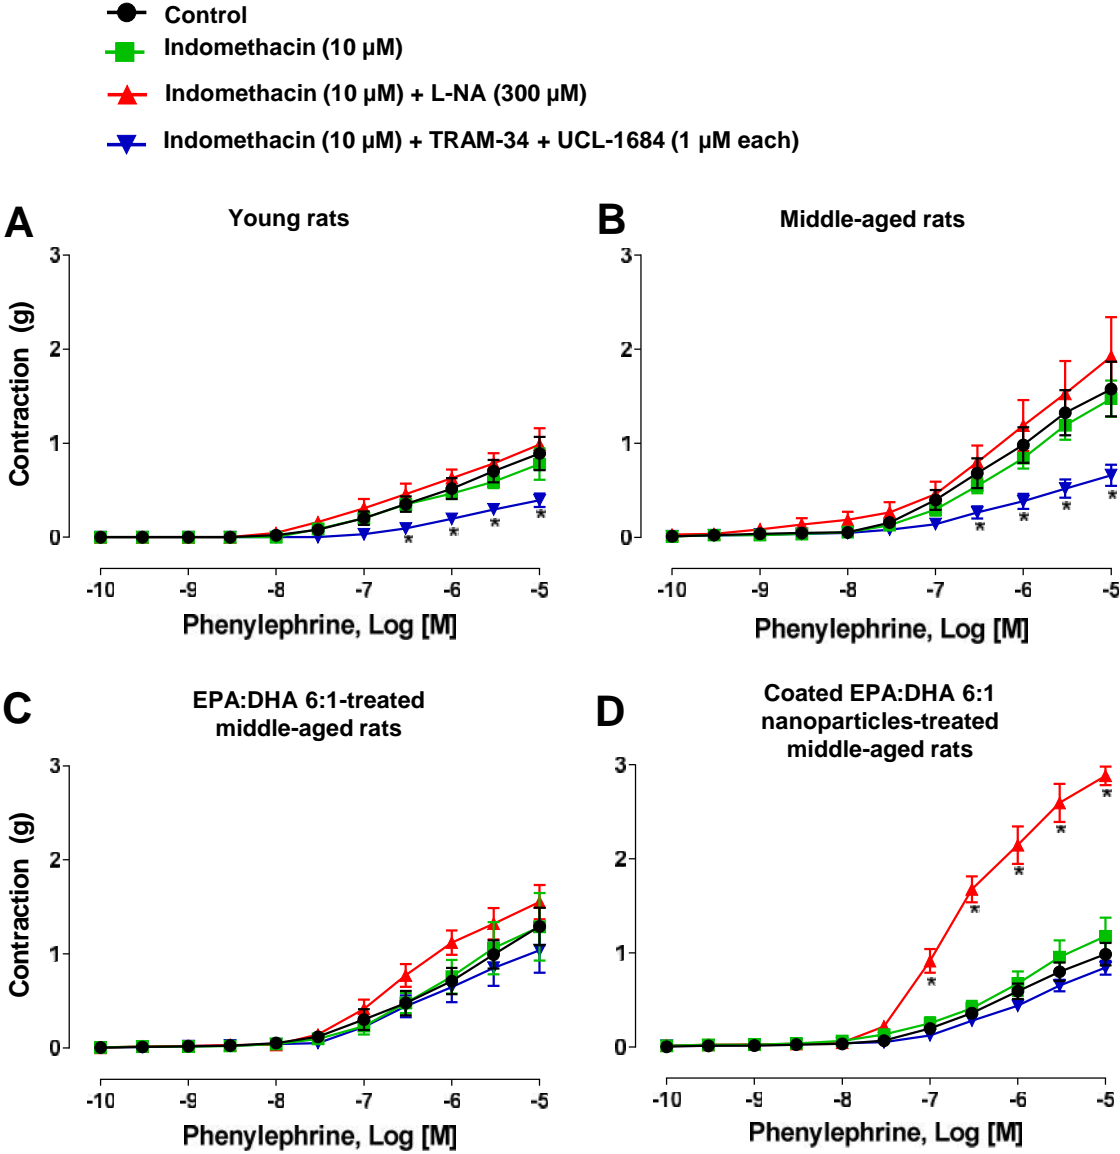 Control
Indomethacin (10 µM)
Indomethacin (10 µM) + L-NA (300 µM)
Indomethacin (10 µM) + TRAM-34 + UCL-1684 (1 µM each)
A
Young rats
Contraction (g)
3
2
1
0
* * * *
-10 -9 -8 -7 -6 -5
Phenylephrine, Log [M]
B
Middle-aged rats
3
2
1
0
* * * *
-10 -9 -8 -7 -6 -5
Phenylephrine, Log [M]
C
EPA:DHA 6:1-treated
middle-aged rats
Contraction (g)
3
2
1
0
-10 -9 -8 -7 -6 -5
Phenylephrine, Log [M]
D
Coated EPA:DHA 6:1
nanoparticles-treated
middle-aged rats
3
2
1
0
* * * * *
-10 -9 -8 -7 -6 -5
Phenylephrine, Log [M]